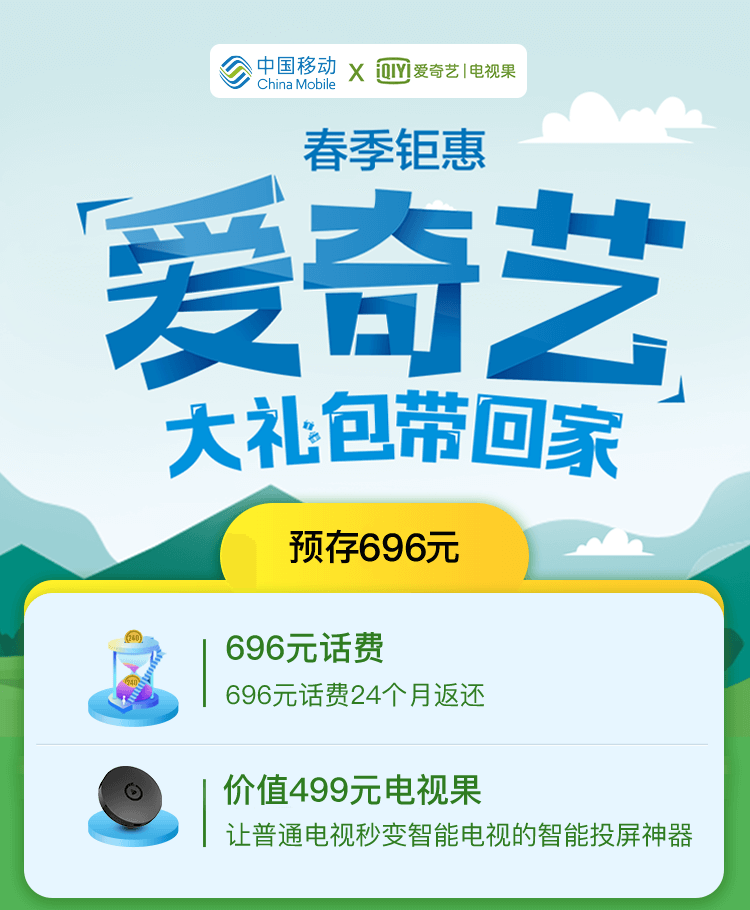 中国移动 China Mobile X iQIYI 爱奇艺|电视果
春季钜惠
爱奇艺
大礼包带回家
预存696元
240
240
696元话费
696元话费24个月返还
价值499元电视果
让普通电视秒变智能电视的智能投屏神器